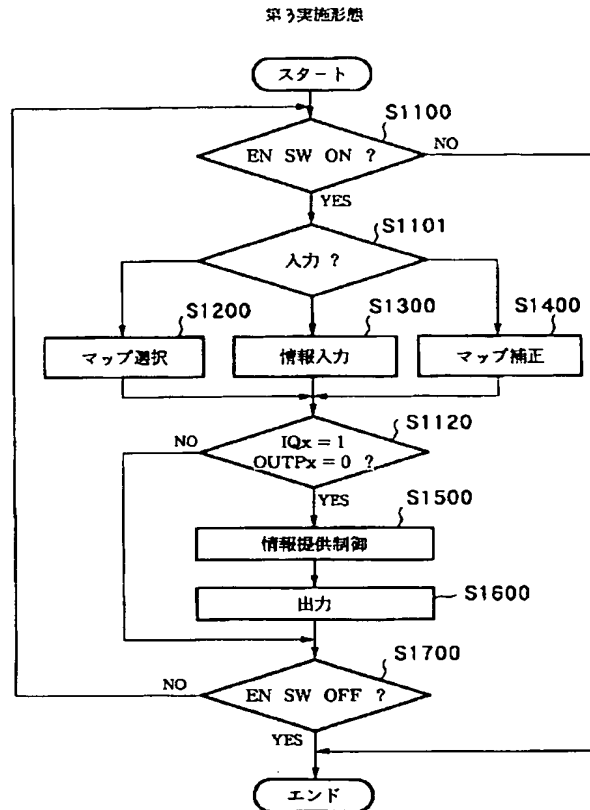 第3実施形態
スタート
S1100
EN SW ON ?
NO
YES
S1101
入力 ?
S1200
S1300
S1400
マップ選択
情報入力
マップ補正
S1120
NO
IQx = 1
OUTPx = 0 ?
YES
S1500
情報提供制御
出力
S1600
S1700
NO
EN SW OFF ?
YES
エンド